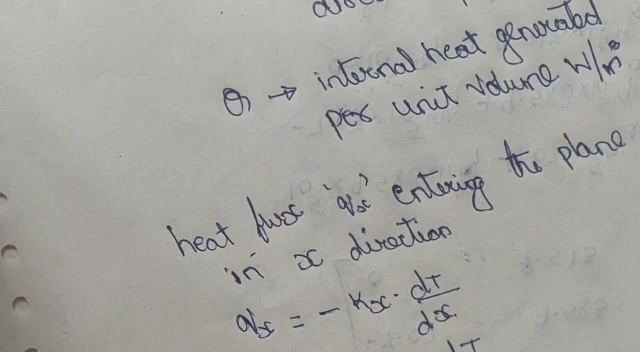 Q → internal heat generated
per unit volume W/m³
heat flux 'qx' entering the plane
in x direction
qx = - Kx . dT/dx
dT